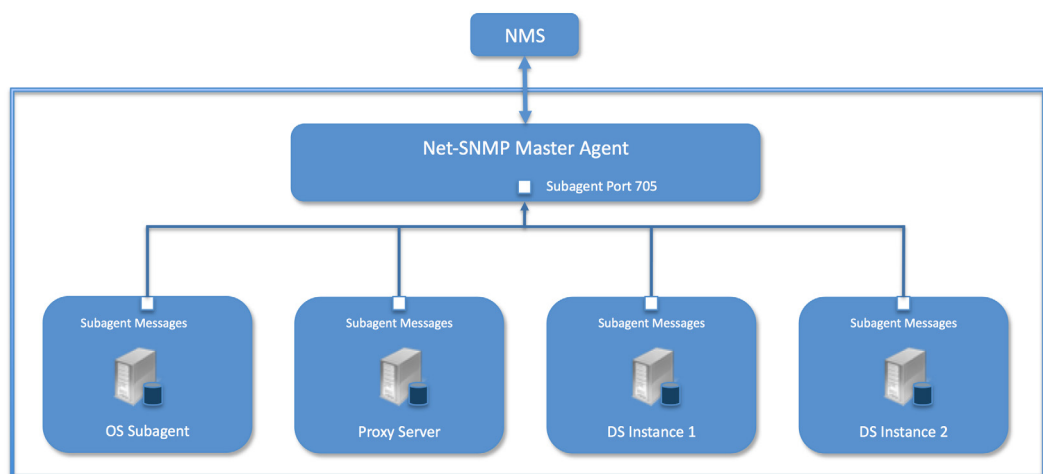 NMS
Net-SNMP Master Agent
Subagent Port 705
Subagent Messages
OS Subagent
Subagent Messages
Proxy Server
Subagent Messages
DS Instance 1
Subagent Messages
DS Instance 2